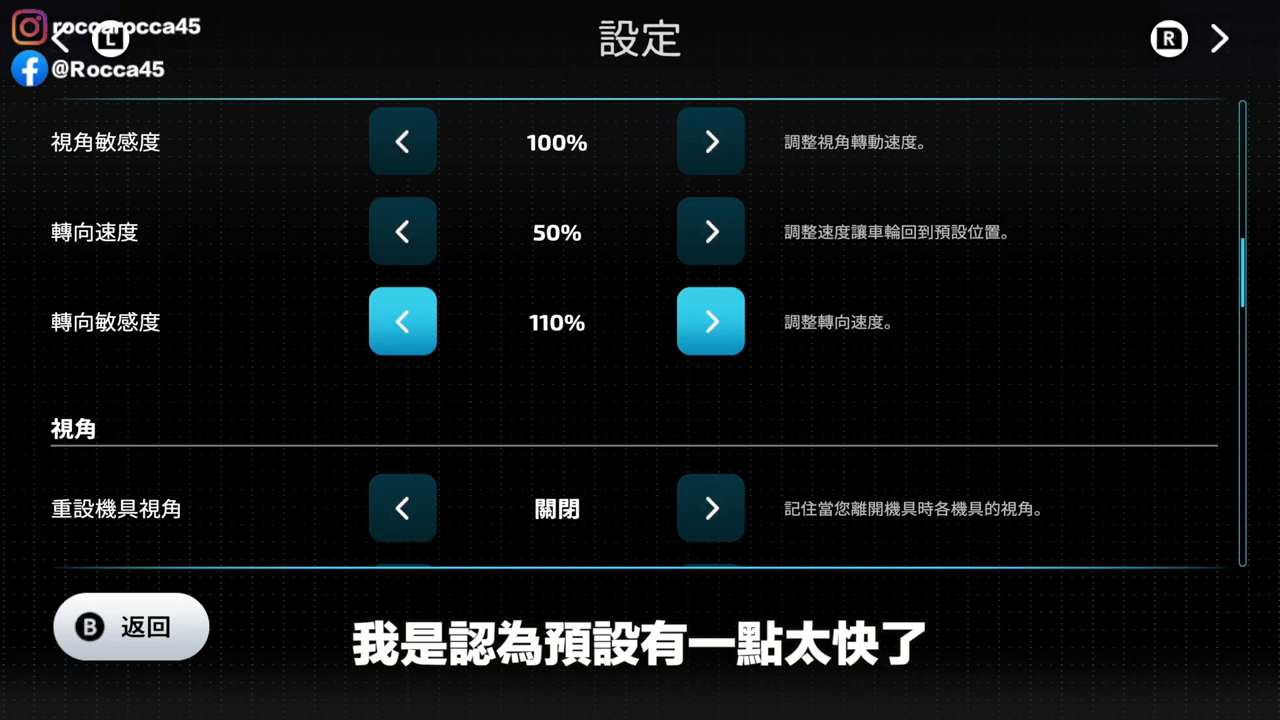 roccarocca45
L
設定
R
@Rocca45
視角敏感度
100%
調整視角轉動速度。
轉向速度
50%
調整速度讓車輪回到預設位置。
轉向敏感度
110%
調整轉向速度。
視角
重設機具視角
關閉
記住當您離開機具時各機具的視角。
B 返回
我是認為預設有一點太快了